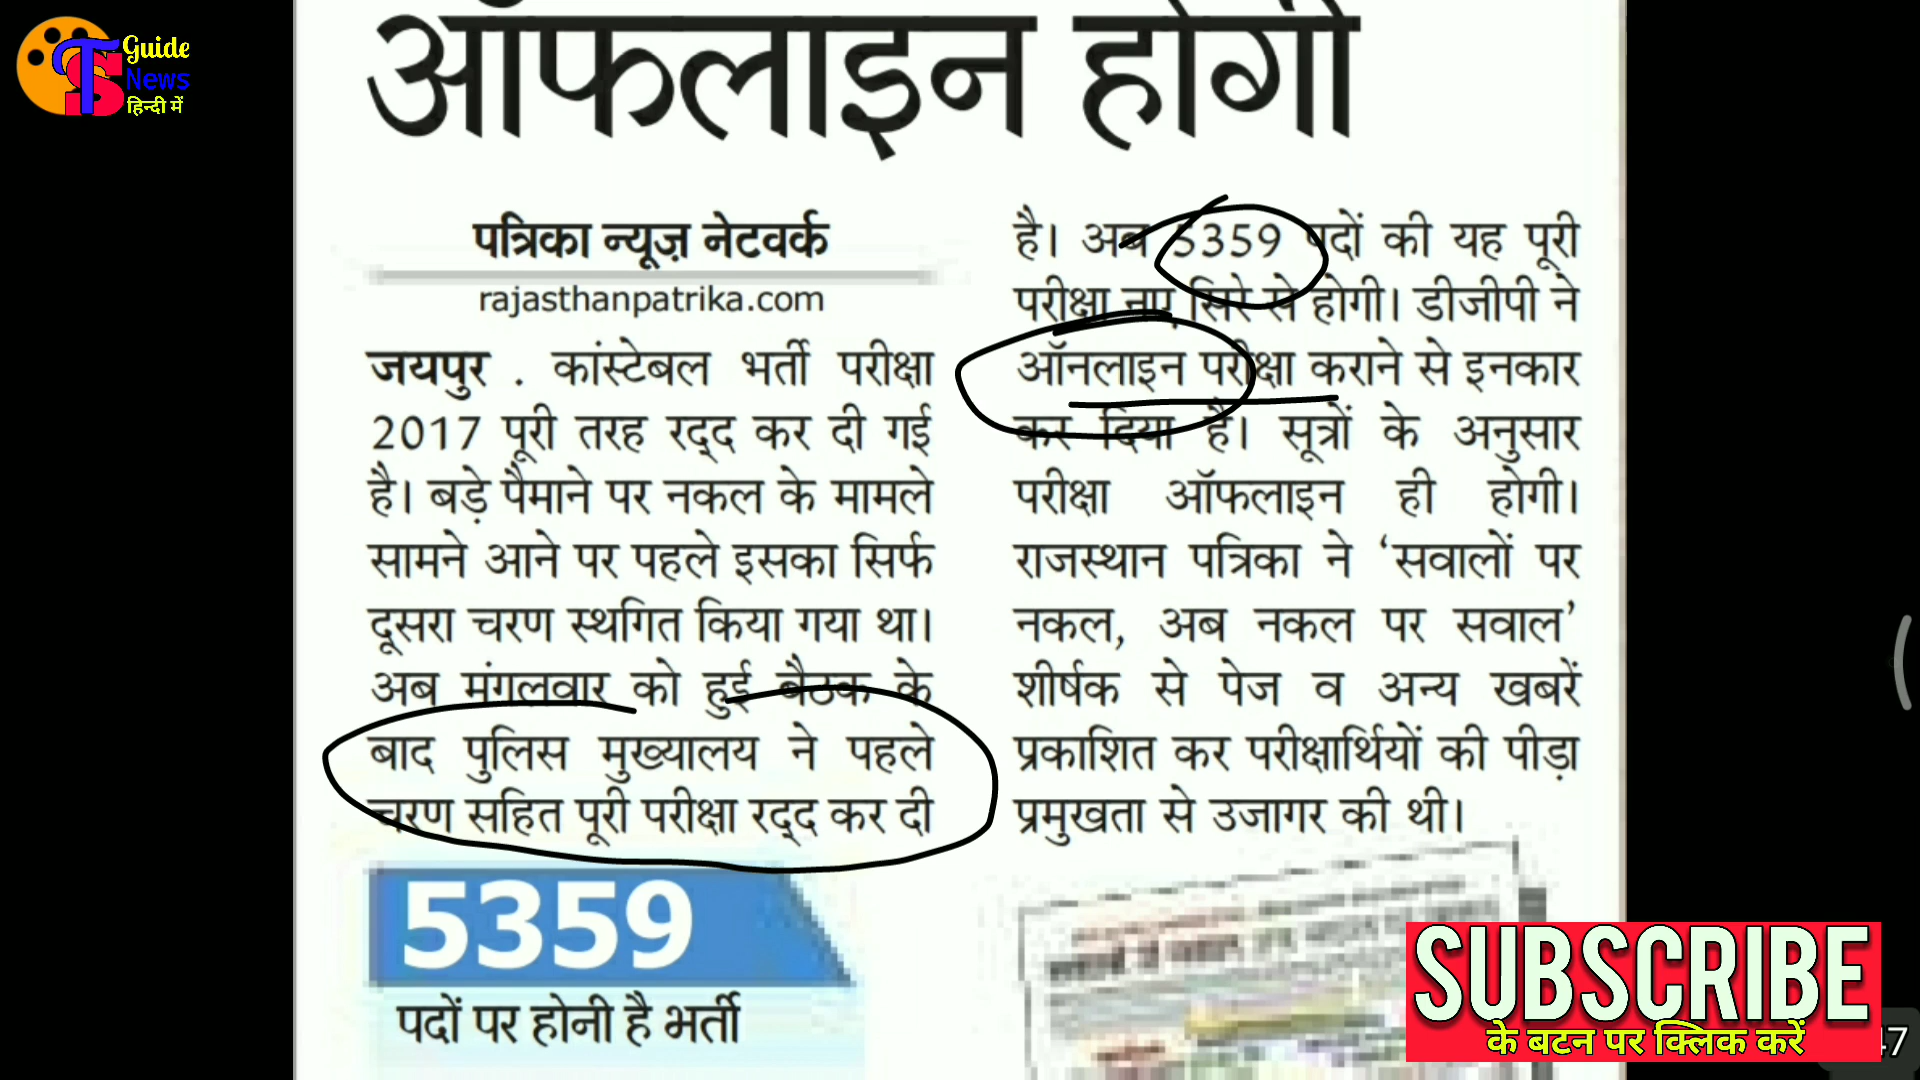 Guide
TS
News
हिन्दी में
ऑफलाइन होगी
पत्रिका न्यूज़ नेटवर्क
rajasthanpatrika.com
जयपुर . कांस्टेबल भर्ती परीक्षा
2017 पूरी तरह रद्द कर दी गई
है। बड़े पैमाने पर नकल के मामले
सामने आने पर पहले इसका सिर्फ
दूसरा चरण स्थगित किया गया था।
अब मंगलवार को हुई बैठक के
बाद पुलिस मुख्यालय ने पहले
चरण सहित पूरी परीक्षा रद्द कर दी
है। अब 5359 पदों की यह पूरी
परीक्षा नए सिरे से होगी। डीजीपी ने
ऑनलाइन परीक्षा कराने से इनकार
कर दिया है। सूत्रों के अनुसार
परीक्षा ऑफलाइन ही होगी।
राजस्थान पत्रिका ने ‘सवालों पर
नकल, अब नकल पर सवाल’
शीर्षक से पेज व अन्य खबरें
प्रकाशित कर परीक्षार्थियों की पीड़ा
प्रमुखता से उजागर की थी।
5359
पदों पर होनी है भर्ती
SUBSCRIBE
के बटन पर क्लिक करें